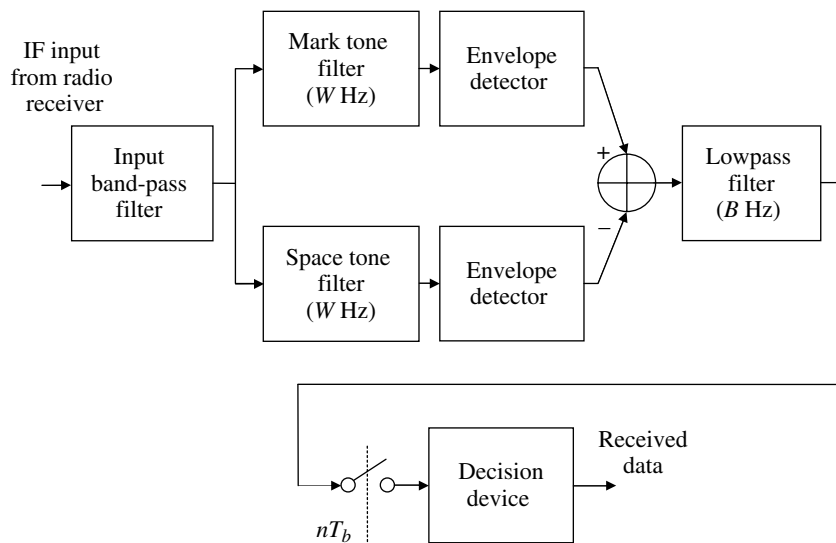 IF input
from radio
receiver
Input
band-pass
filter
Mark tone
filter
(W Hz)
Envelope
detector
Space tone
filter
(W Hz)
Envelope
detector
+
−
Lowpass
filter
(B Hz)
nT_b
Decision
device
Received
data